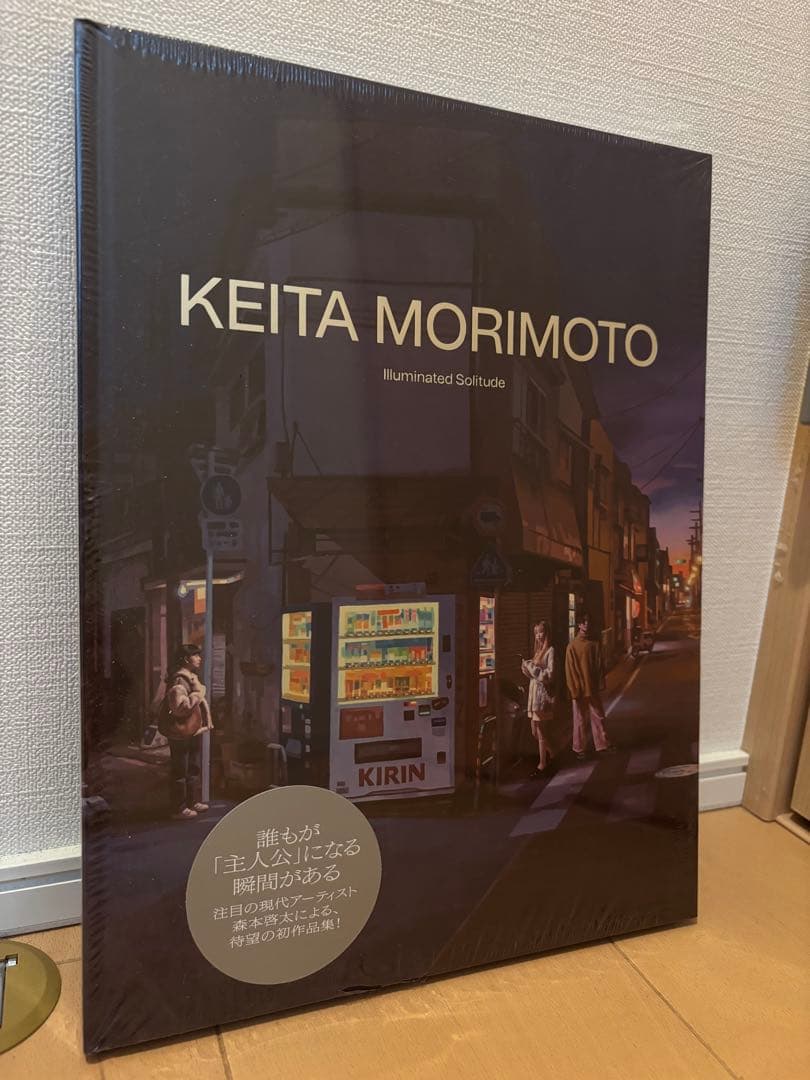 KEITA MORIMOTO
Illuminated Solitude
KIRIN
誰もが
「主人公」になる
瞬間がある
注目の現代アーティスト
森本啓太による、
待望の初作品集!